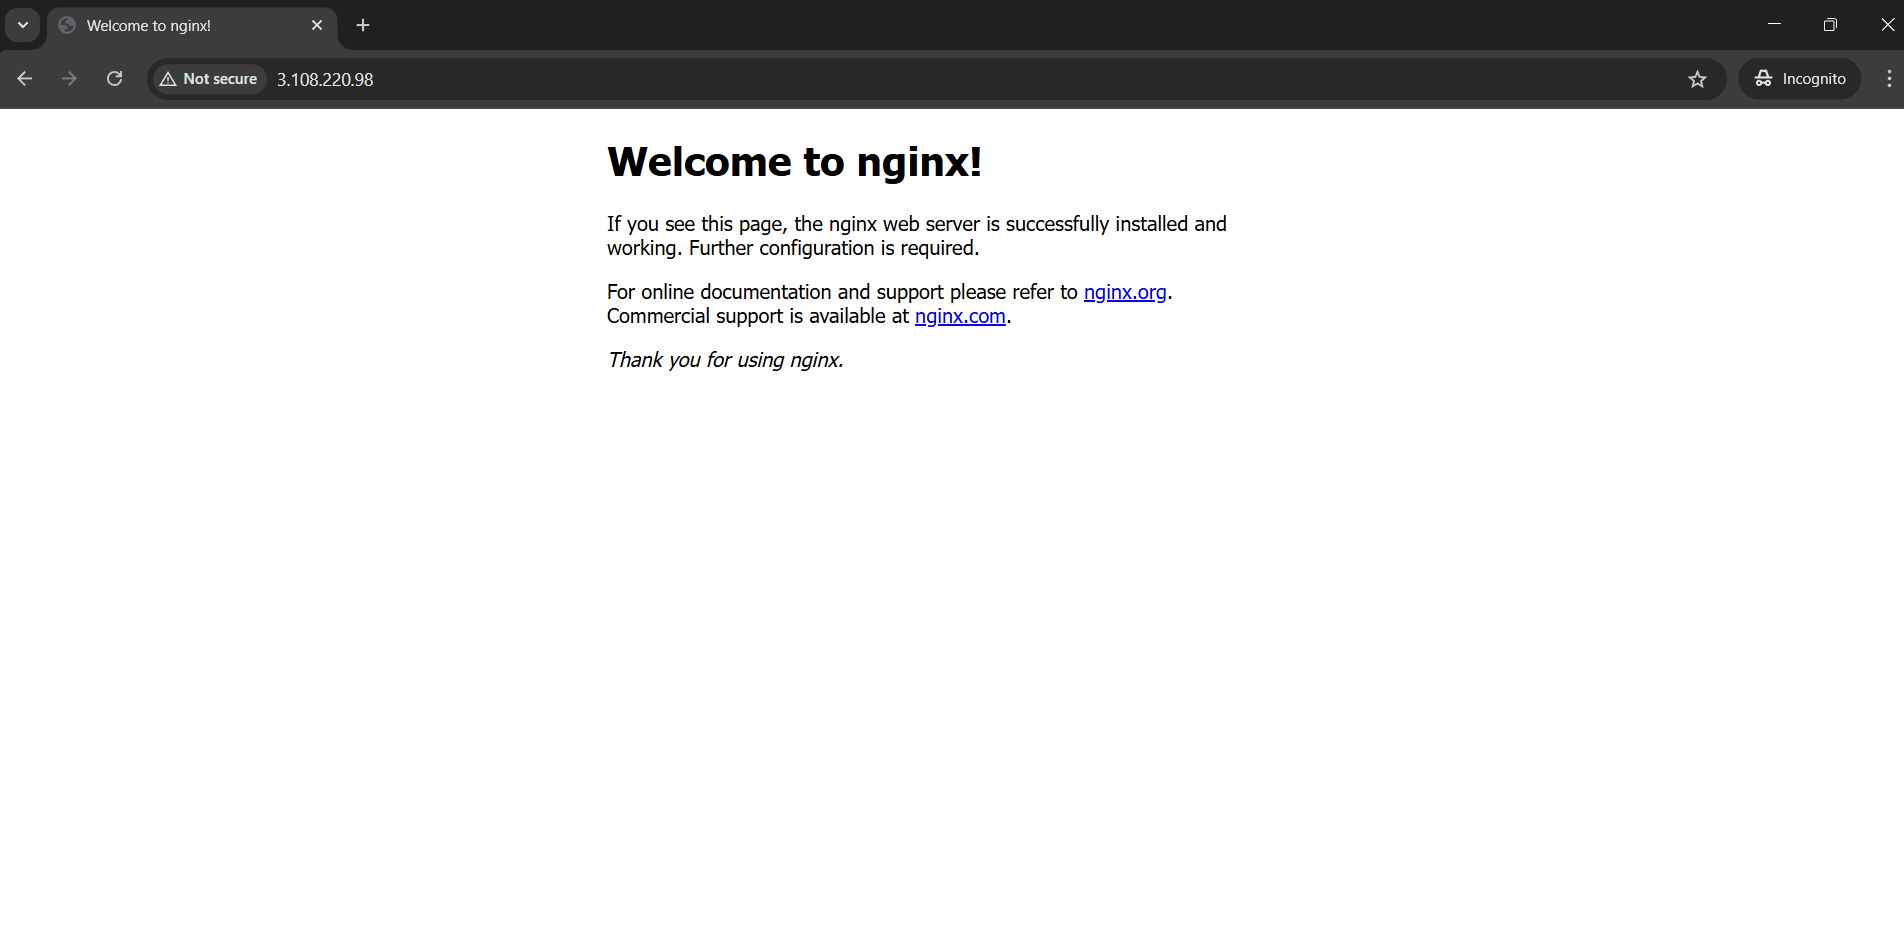 Welcome to nginx!
Not secure 3.108.220.98 Incognito
Welcome to nginx!
If you see this page, the nginx web server is successfully installed and
working. Further configuration is required.
For online documentation and support please refer to nginx.org.
Commercial support is available at nginx.com.
Thank you for using nginx.